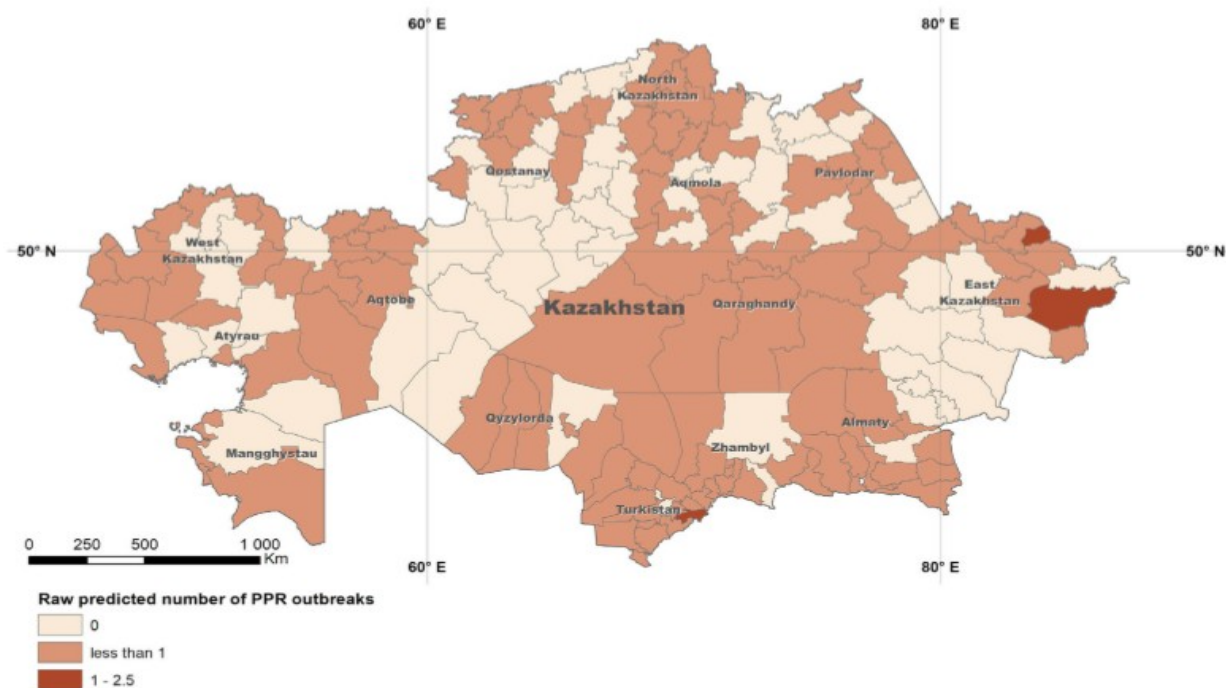 60° E
80° E
North
Kazakhstan
Qostanay
Aqmola
Pavlodar
50° N
West
Kazakhstan
50° N
East
Kazakhstan
Aqtobe
Kazakhstan
Qaraghandy
Atyrau
Qyzylorda
Almaty
Zhambyl
Mangghystau
Turkistan
0 250 500 1 000
Km
60° E
80° E
Raw predicted number of PPR outbreaks
0
less than 1
1 - 2.5